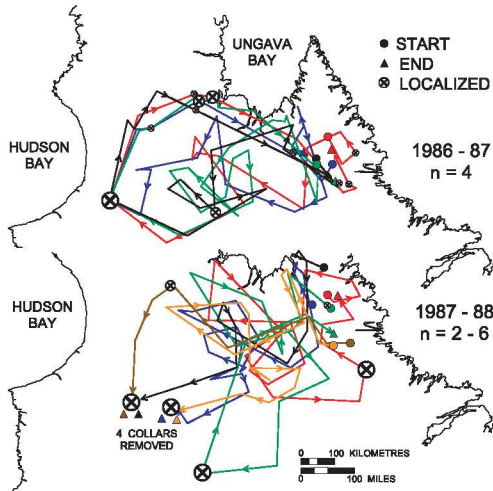 UNGAVA
BAY
START
END
LOCALIZED
HUDSON
BAY
1986 - 87
n = 4
HUDSON
BAY
1987 - 88
n = 2 - 6
4 COLLARS
REMOVED
0 100 KILOMETRES
0 100 MILES